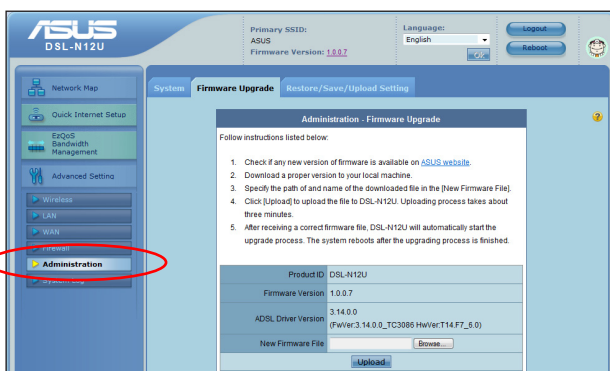 ASUS
DSL-N12U
Primary SSID:
ASUS
Firmware Version: 1.0.0.7
Language:
English
OK
Logout
Reboot
Network Map
Quick Internet Setup
EzQoS
Bandwidth
Management
Advanced Setting
Wireless
LAN
WAN
Firewall
Administration
System Log
System
Firmware Upgrade
Restore/Save/Upload Setting
Administration - Firmware Upgrade
Follow instructions listed below:
1. Check if any new version of firmware is available on ASUS website.
2. Download a proper version to your local machine.
3. Specify the path of and name of the downloaded file in the [New Firmware File].
4. Click [Upload] to upload the file to DSL-N12U. Uploading process takes about
three minutes.
5. After receiving a correct firmware file, DSL-N12U will automatically start the
upgrade process. The system reboots after the upgrading process is finished.
Product ID DSL-N12U
Firmware Version 1.0.0.7
ADSL Driver Version 3.14.0.0
(FwVer:3.14.0.0_TC3086 HwVer:T14.F7_6.0)
New Firmware File Browse...
Upload